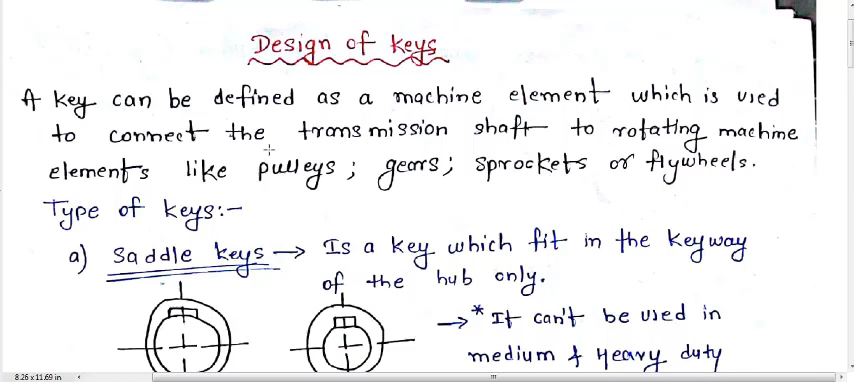 Design of keys
A key can be defined as a machine element which is used
to connect the transmission shaft to rotating machine
elements like pulleys; gears; sprockets or flywheels.
Type of keys:-
a) Saddle keys → Is a key which fit in the keyway
of the hub only.
→* It can't be used in
medium & Heavy duty
8.26 x 11.69 in